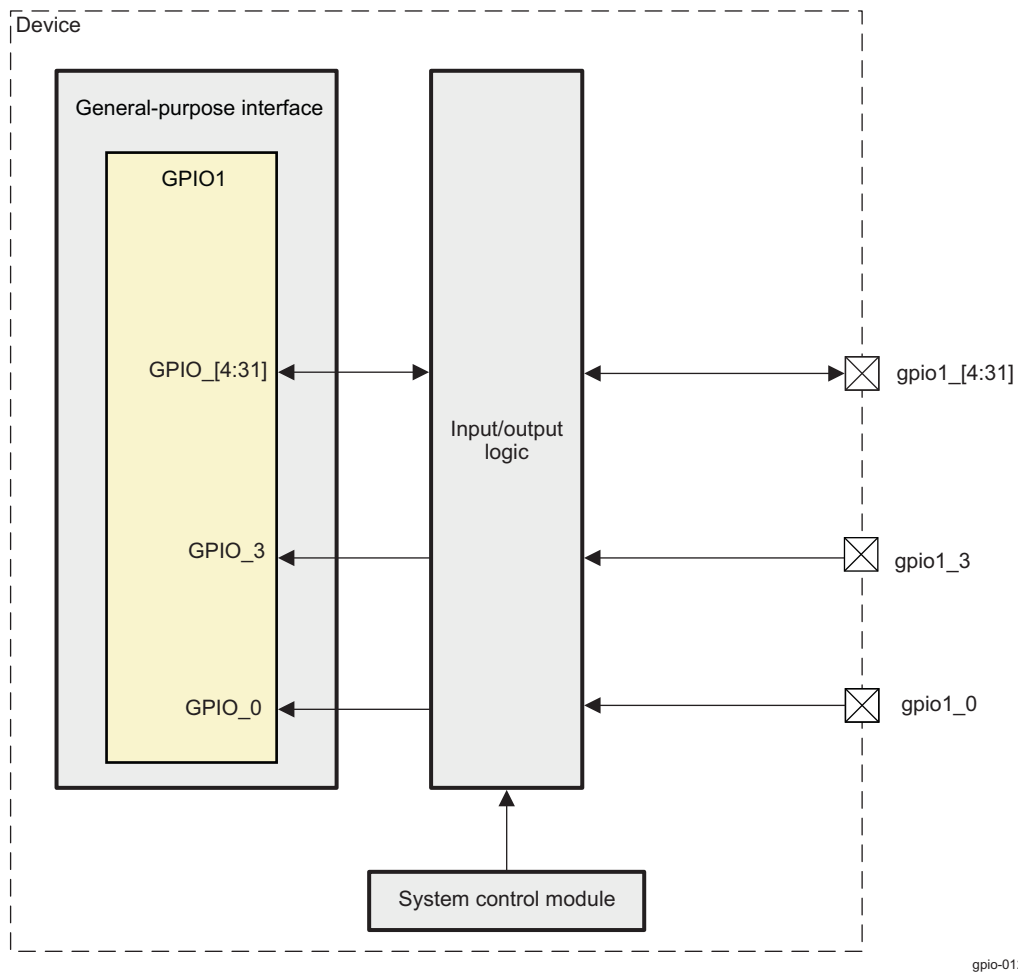 Device
General-purpose interface
GPIO1
GPIO_[4:31]
gpio1_[4:31]
Input/output
logic
GPIO_3
gpio1_3
GPIO_0
gpio1_0
System control module